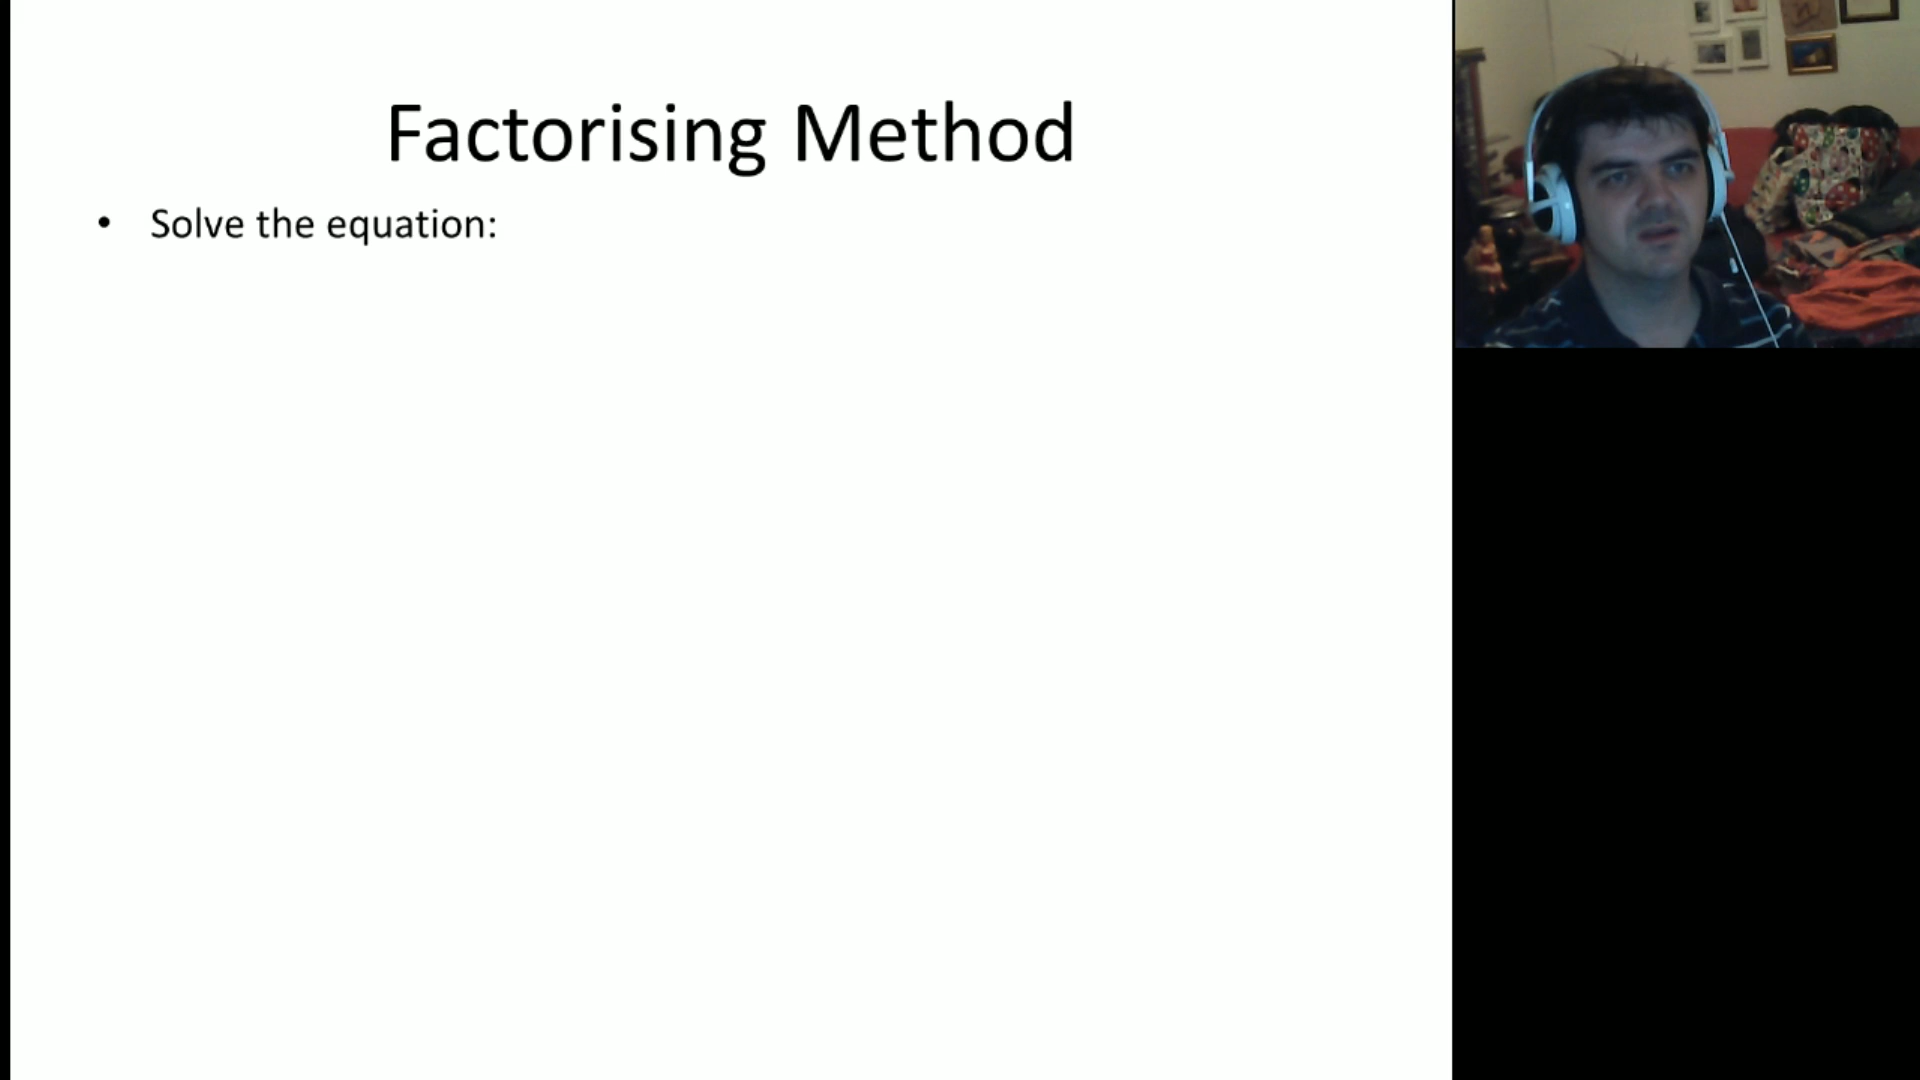 Factorising Method
• Solve the equation: